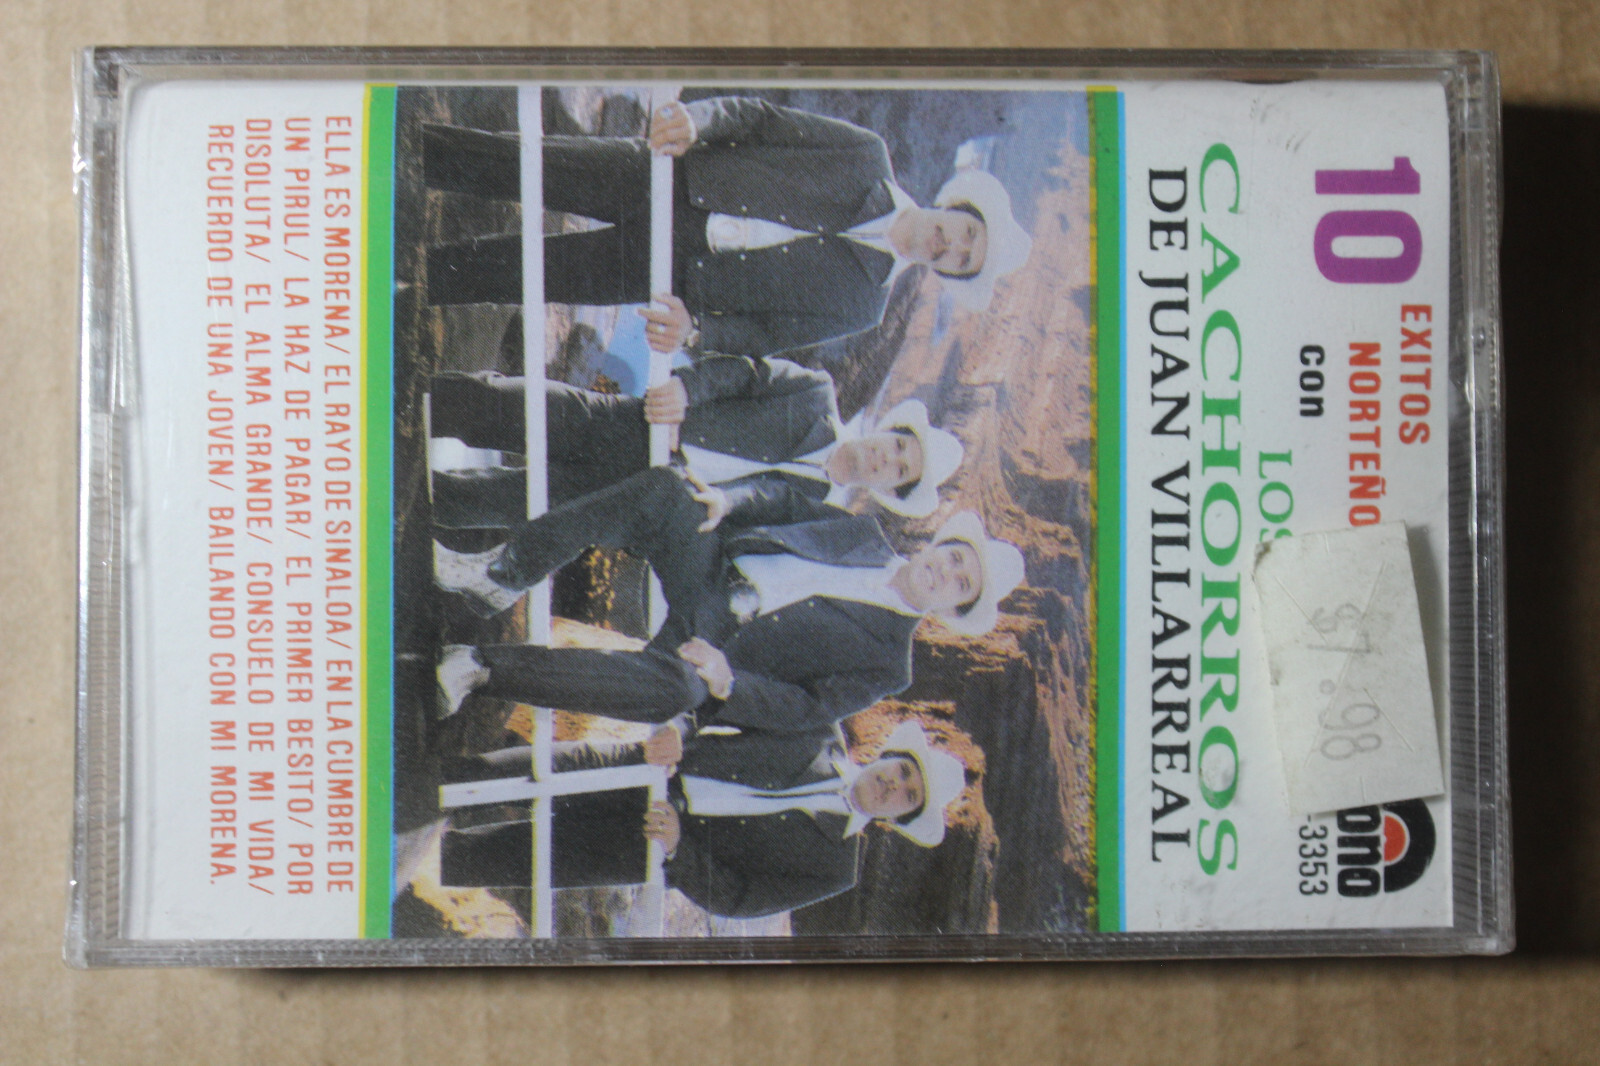 10 EXITOS
NORTEÑO
con
LOS
CACHORROS
DE JUAN VILLARREAL
$7.98
-3353
ELLA ES MORENA/ EL RAYO DE SINALOA/ EN LA CUMBRE DE
UN PIRUL/ LA HAZ DE PAGAR/ EL PRIMER BESITO/ POR
DISOLUTA/ EL ALMA GRANDE/ CONSUELO DE MI VIDA/
RECUERDO DE UNA JOVEN/ BAILANDO CON MI MORENA.